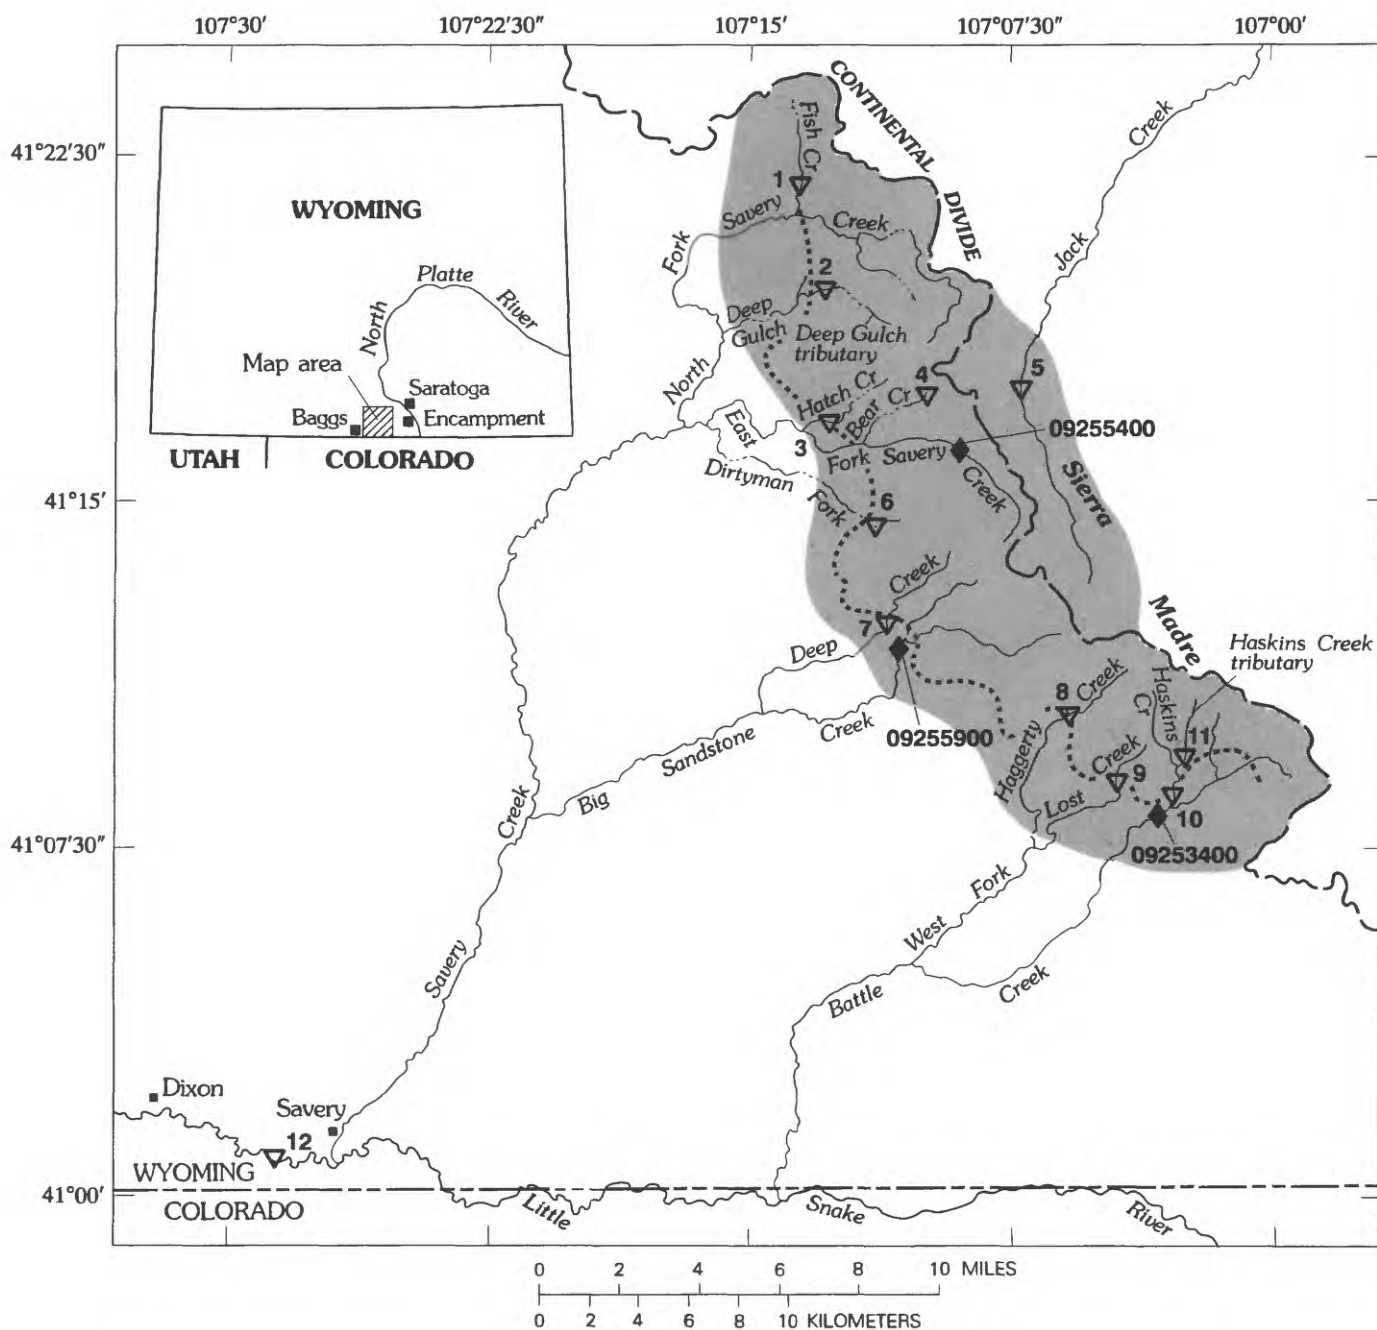 107°30′
107°22′30″
107°15′
107°07′30″
107°00′
41°22′30″
41°15′
41°07′30″
41°00′
WYOMING
North
Platte
River
Map area
Saratoga
Baggs
Encampment
UTAH
COLORADO
CONTINENTAL
DIVIDE
Fish Cr
1
Savery
Creek
Fork
North
2
Deep
Gulch
Deep Gulch
tributary
Creek
Jack
5
4
Hatch Cr
Bear Cr
3
East
Fork
Savery
Creek
09255400
Dirtyman
Fork
6
Sierra
Madre
Creek
7
Deep
09255900
Creek
Sandstone
Big
Creek
Savery
Haskins Creek
tributary
Haskins
Cr
8
Creek
Haggerty
11
Creek
9
Lost
10
09253400
Fork
West
Battle
Creek
Dixon
Savery
12
WYOMING
COLORADO
Little
Snake
River
0 2 4 6 8 10 MILES
0 2 4 6 8 10 KILOMETERS